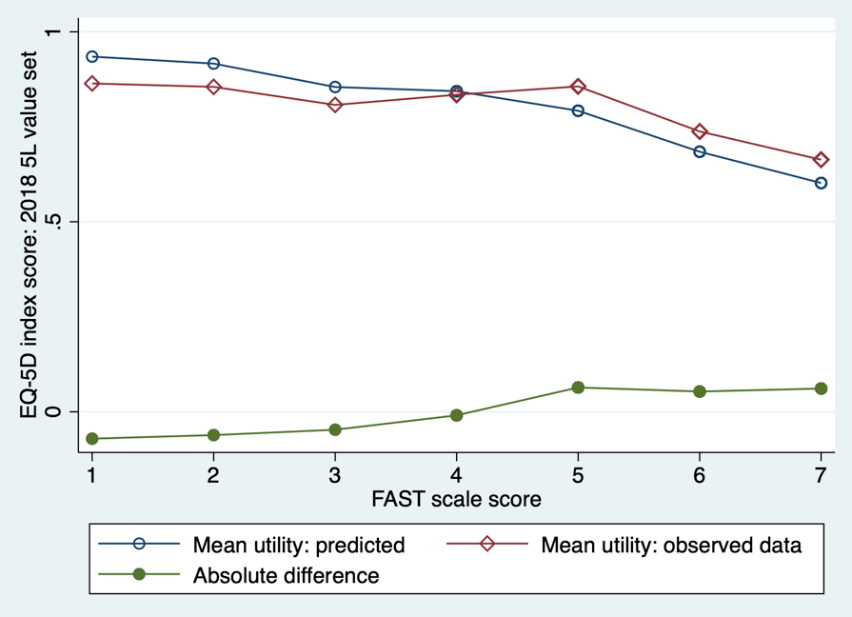 EQ-5D index score: 2018 5L value set
1
.5
0
1 2 3 4 5 6 7
FAST scale score
Mean utility: predicted
Mean utility: observed data
Absolute difference